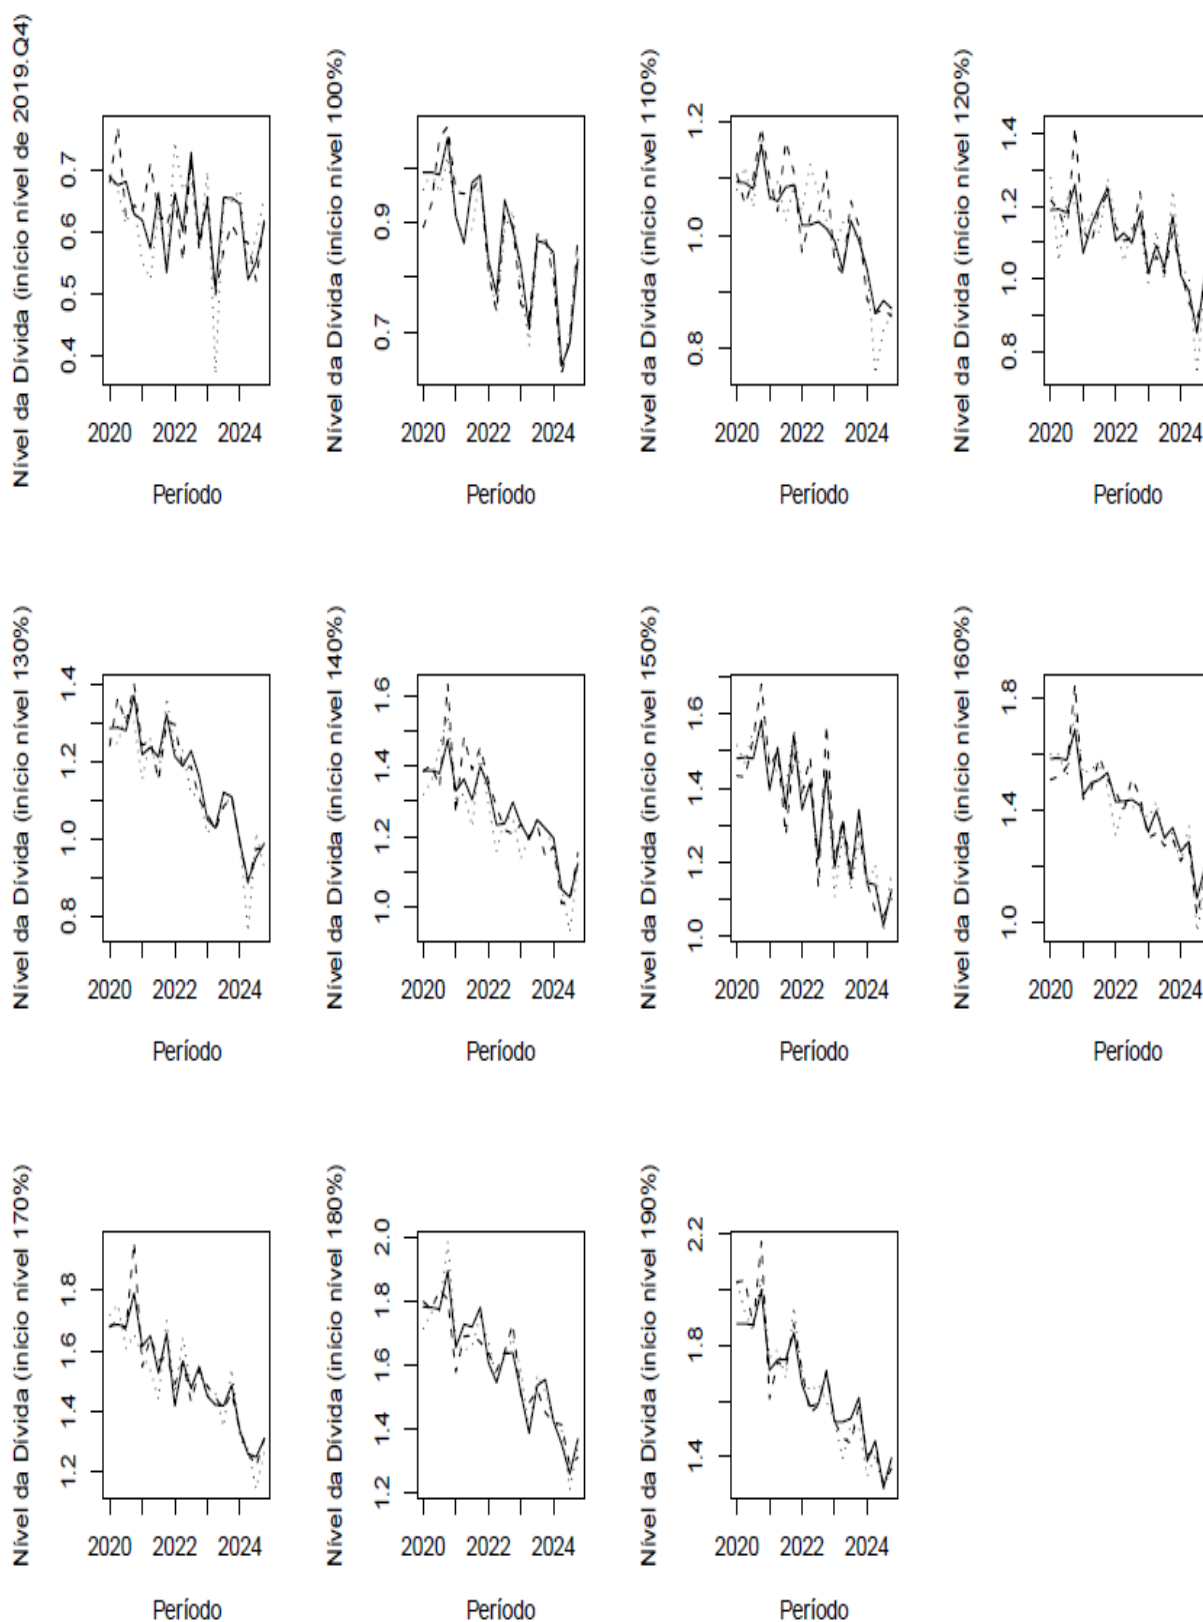 Nível da Dívida (início nível de 2019.Q4)
0.4 0.5 0.6 0.7
2020 2022 2024
Período
Nível da Dívida (início nível 100%)
0.7 0.9
2020 2022 2024
Período
Nível da Dívida (início nível 110%)
0.8 1.0 1.2
2020 2022 2024
Período
Nível da Dívida (início nível 120%)
0.8 1.0 1.2 1.4
2020 2022 2024
Período
Nível da Dívida (início nível 130%)
0.8 1.0 1.2 1.4
2020 2022 2024
Período
Nível da Dívida (início nível 140%)
1.0 1.2 1.4 1.6
2020 2022 2024
Período
Nível da Dívida (início nível 150%)
1.0 1.2 1.4 1.6
2020 2022 2024
Período
Nível da Dívida (início nível 160%)
1.0 1.4 1.8
2020 2022 2024
Período
Nível da Dívida (início nível 170%)
1.2 1.4 1.6 1.8
2020 2022 2024
Período
Nível da Dívida (início nível 180%)
1.2 1.4 1.6 1.8 2.0
2020 2022 2024
Período
Nível da Dívida (início nível 190%)
1.4 1.8 2.2
2020 2022 2024
Período